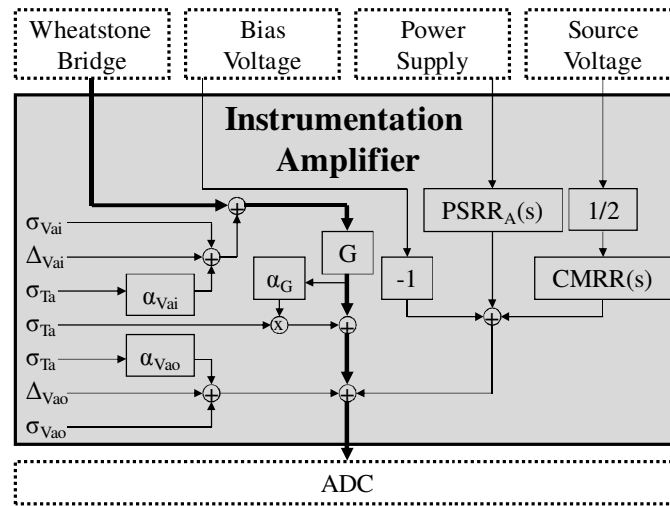 Wheatstone Bridge
Bias Voltage
Power Supply
Source Voltage
Instrumentation Amplifier
σVai
ΔVai
σTa
αVai
σTa
σTa
αVao
ΔVao
σVao
αG
x
G
-1
PSRRA(s)
1/2
CMRR(s)
+
+
+
+
+
+
ADC